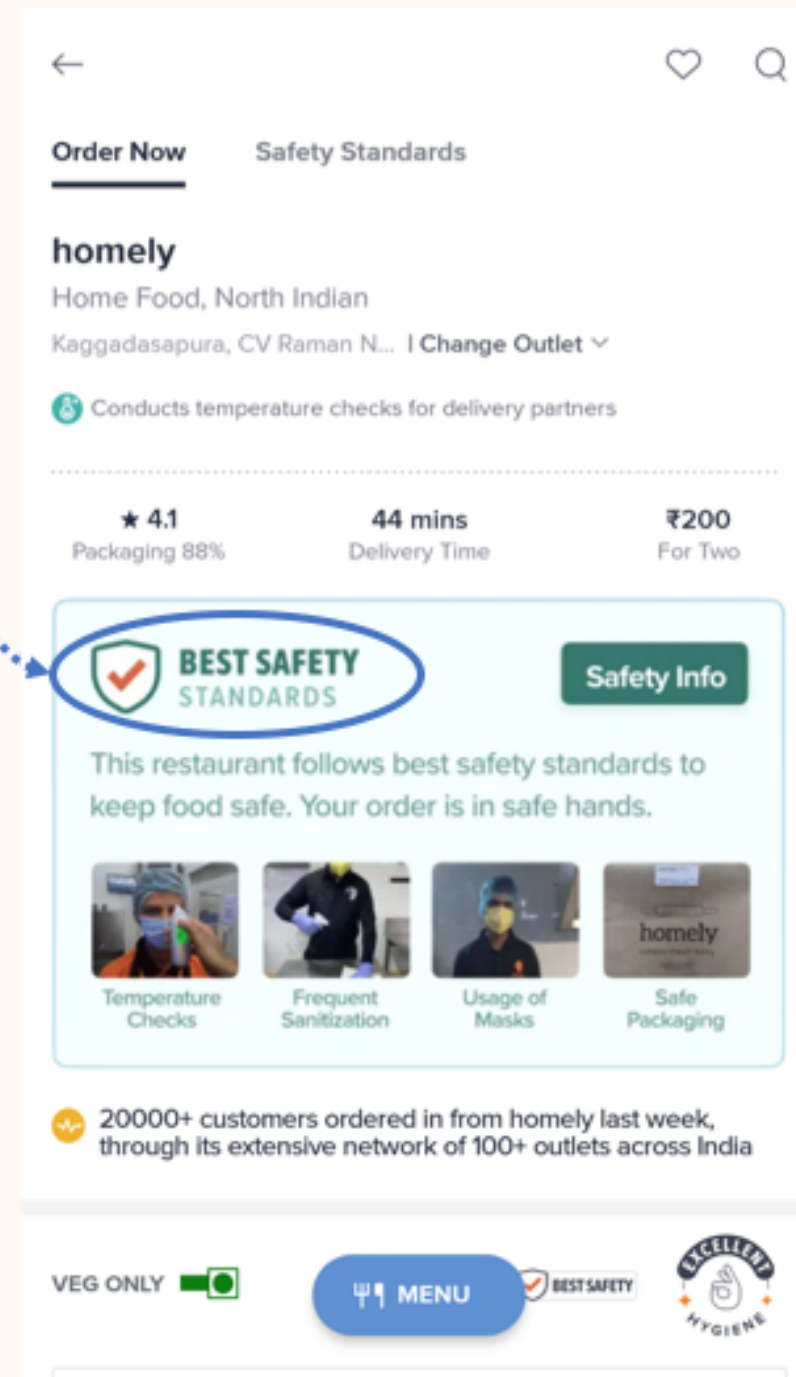 Order Now Safety Standards
homely
Home Food, North Indian
Kaggadasapura, CV Raman N... | Change Outlet
Conducts temperature checks for delivery partners
★ 4.1 44 mins ₹200
Packaging 88% Delivery Time For Two
BEST SAFETY
STANDARDS
Safety Info
This restaurant follows best safety standards to
keep food safe. Your order is in safe hands.
homely
Temperature
Checks
Frequent
Sanitization
Usage of
Masks
Safe
Packaging
20000+ customers ordered in from homely last week,
through its extensive network of 100+ outlets across India
VEG ONLY
MENU
BEST SAFETY
EXCELLENT
HYGIENE